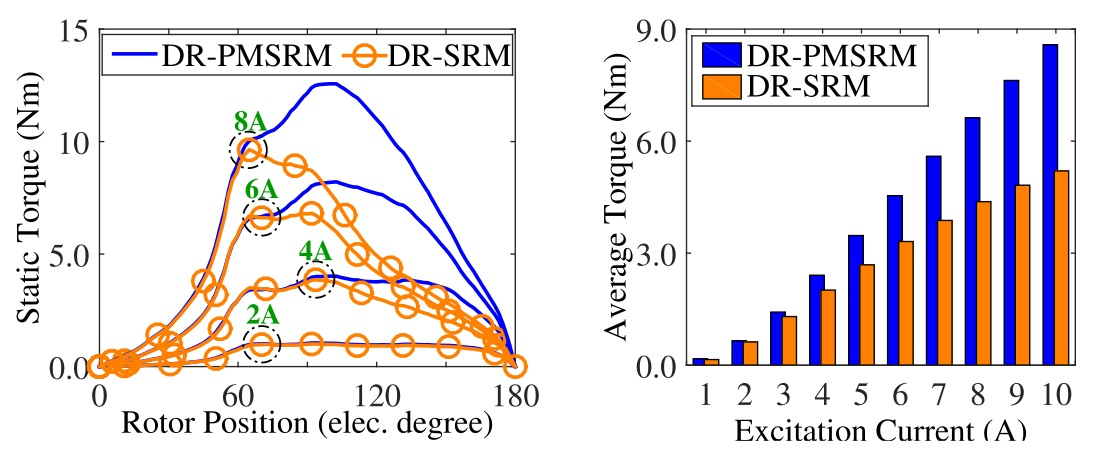 15
10
5.0
0.0
Static Torque (Nm)
DR-PMSRM
DR-SRM
8A
6A
4A
2A
0
60
120
180
Rotor Position (elec. degree)
9.0
6.0
3.0
0.0
Average Torque (Nm)
DR-PMSRM
DR-SRM
1 2 3 4 5 6 7 8 9 10
Excitation Current (A)